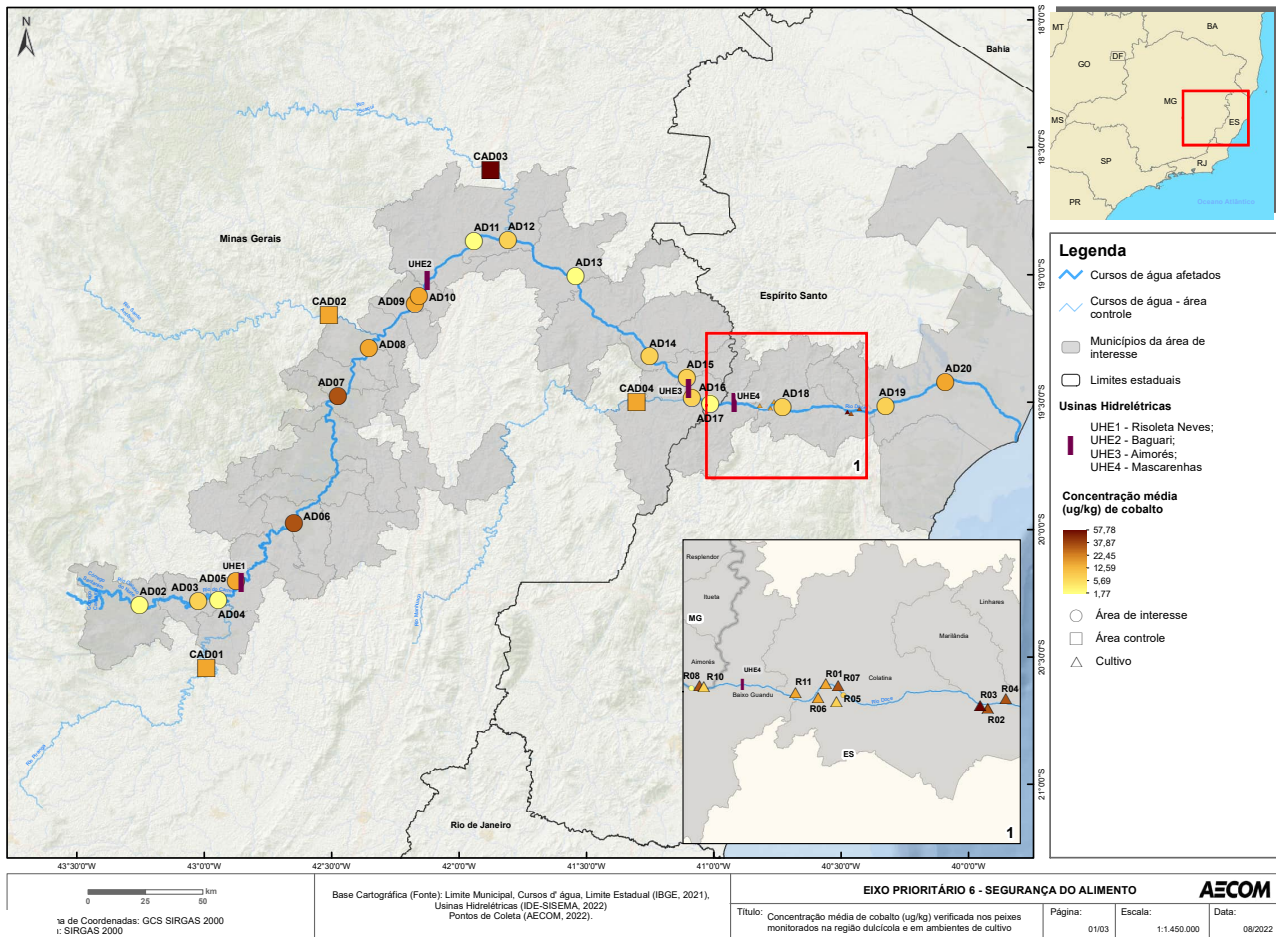 N
Bahia
Minas Gerais
Espírito Santo
Rio de Janeiro
CAD03
AD11
AD12
UHE2
AD13
CAD02
AD09
AD10
AD08
AD14
AD15
AD07
CAD04
UHE3
AD16
UHE4
AD17
AD18
AD19
AD20
1
AD06
UHE1
AD05
AD02
AD03
AD04
CAD01
Rio Manhuaçu
Rio Piranga
18°0'0"S
18°30'0"S
19°0'0"S
19°30'0"S
20°0'0"S
20°30'0"S
21°0'0"S
43°30'0"W
43°0'0"W
42°30'0"W
42°0'0"W
41°30'0"W
41°0'0"W
40°30'0"W
40°0'0"W
Resplendor
Itueta
MG
Aimorés
UHE4
Baixo Guandu
Linhares
Marilândia
Colatina
Rio Doce
R08
R10
R11
R01
R07
R06
R05
R03
R04
R02
ES
1
MT
BA
DF
GO
MG
ES
MS
SP
RJ
PR
Oceano Atlântico
Legenda
Cursos de água afetados
Cursos de água - área
controle
Municípios da área de
interesse
Limites estaduais
Usinas Hidrelétricas
UHE1 - Risoleta Neves;
UHE2 - Baguari;
UHE3 - Aimorés;
UHE4 - Mascarenhas
Concentração média
(ug/kg) de cobalto
57,78
37,87
22,45
12,59
5,69
1,77
Área de interesse
Área controle
Cultivo
km
0 25 50
de Coordenadas: GCS SIRGAS 2000
: SIRGAS 2000
Base Cartográfica (Fonte): Limite Municipal, Cursos d' água, Limite Estadual (IBGE, 2021),
Usinas Hidrelétricas (IDE-SISEMA, 2022)
Pontos de Coleta (AECOM, 2022).
EIXO PRIORITÁRIO 6 - SEGURANÇA DO ALIMENTO
AECOM
Título: Concentração média de cobalto (ug/kg) verificada nos peixes
monitorados na região dulcícola e em ambientes de cultivo
Página:
01/03
Escala:
1:1.450.000
Data:
08/2022